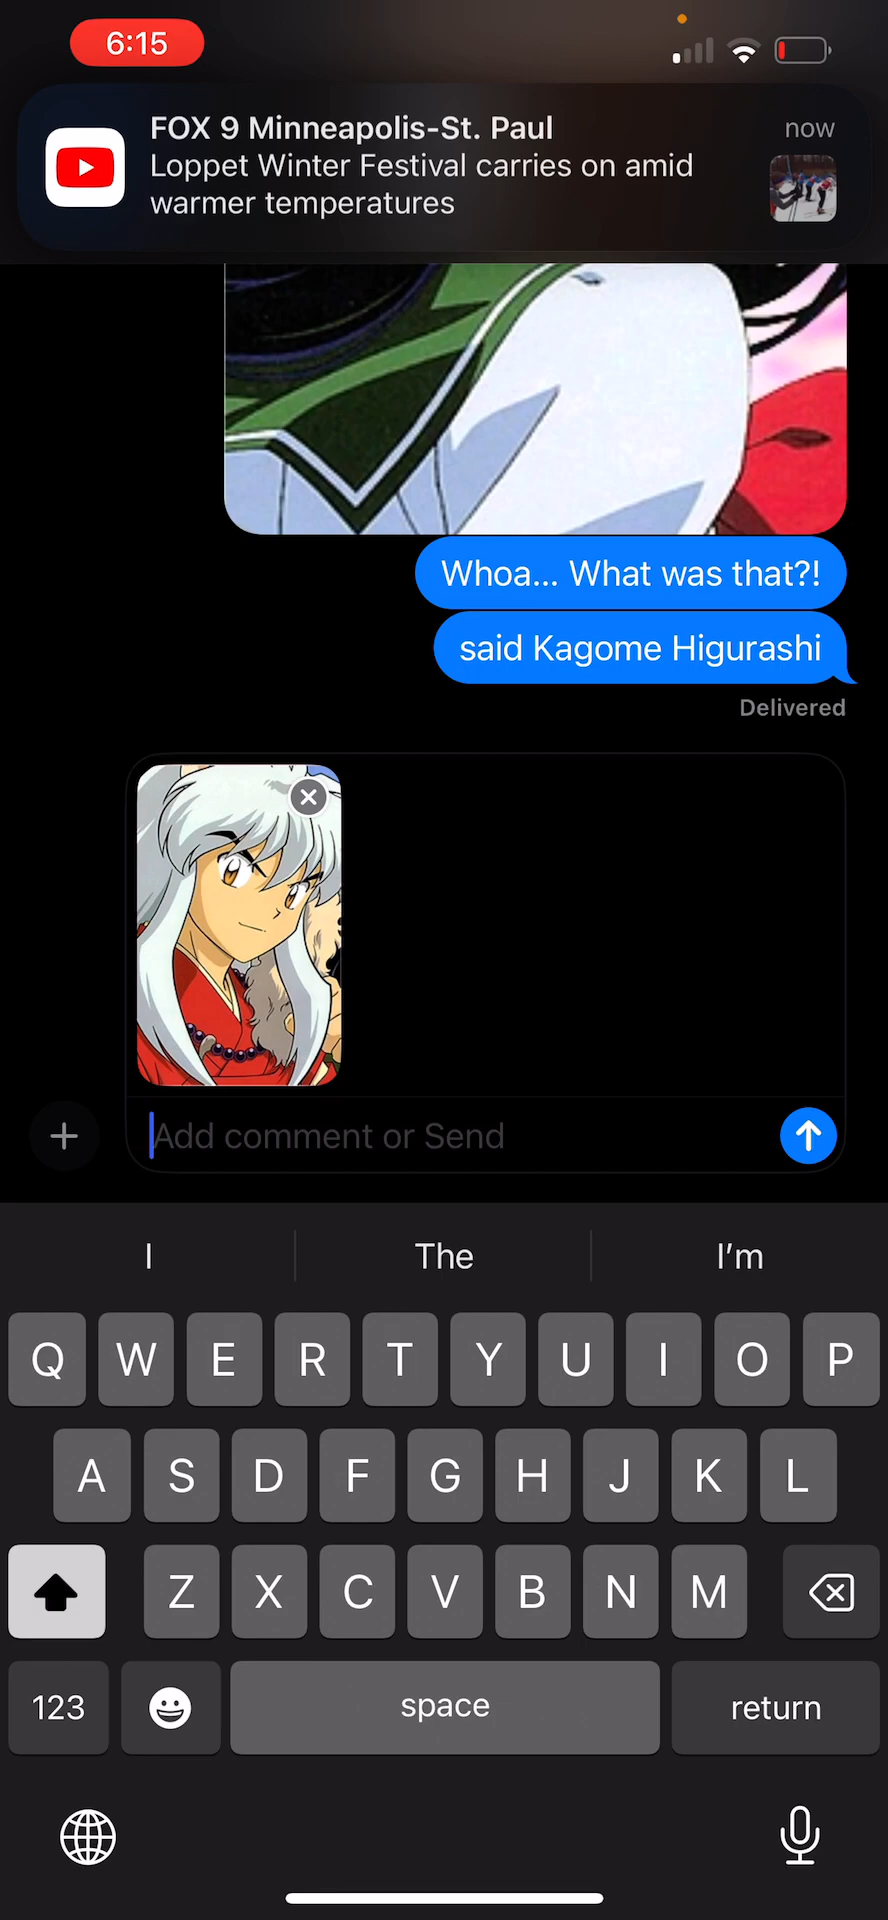 6:15
FOX 9 Minneapolis-St. Paul
now
Loppet Winter Festival carries on amid
warmer temperatures
Whoa... What was that?!
said Kagome Higurashi
Delivered
Add comment or Send
I The I'm
Q W E R T Y U I O P
A S D F G H J K L
Z X C V B N M
123 space return